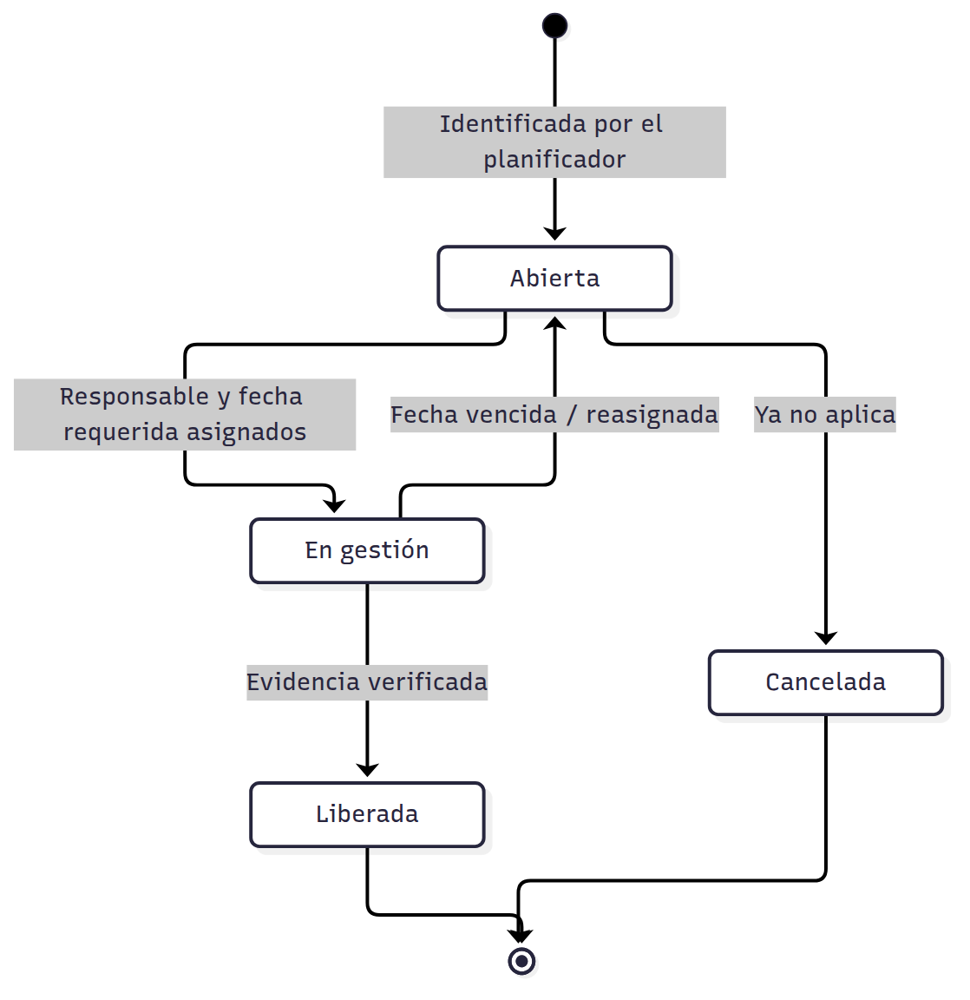 Identificada por el
planificador
Abierta
Responsable y fecha
requerida asignados
Fecha vencida / reasignada
Ya no aplica
En gestión
Evidencia verificada
Cancelada
Liberada